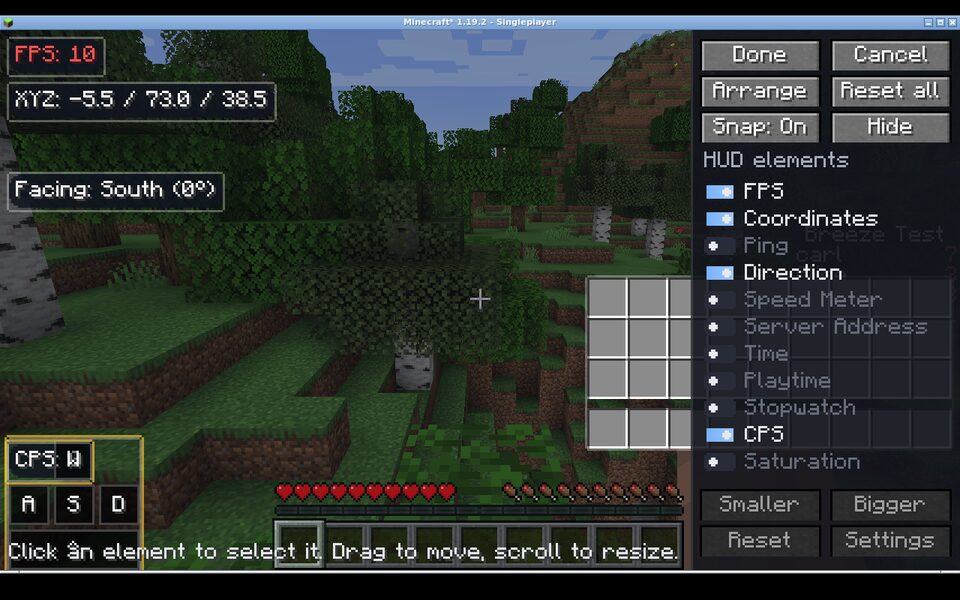 Minecraft* 1.19.2 - Singleplayer
FPS: 10
XYZ: -5.5 / 73.0 / 38.5
Facing: South (0°)
CPS: W
A S D
Click an element to select it. Drag to move, scroll to resize.
Done Cancel
Arrange Reset all
Snap: On Hide
HUD elements
FPS
Coordinates
Ping
Direction
Speed Meter
Server Address
Time
Playtime
Stopwatch
CPS
Saturation
Smaller Bigger
Reset Settings
Breeze Test